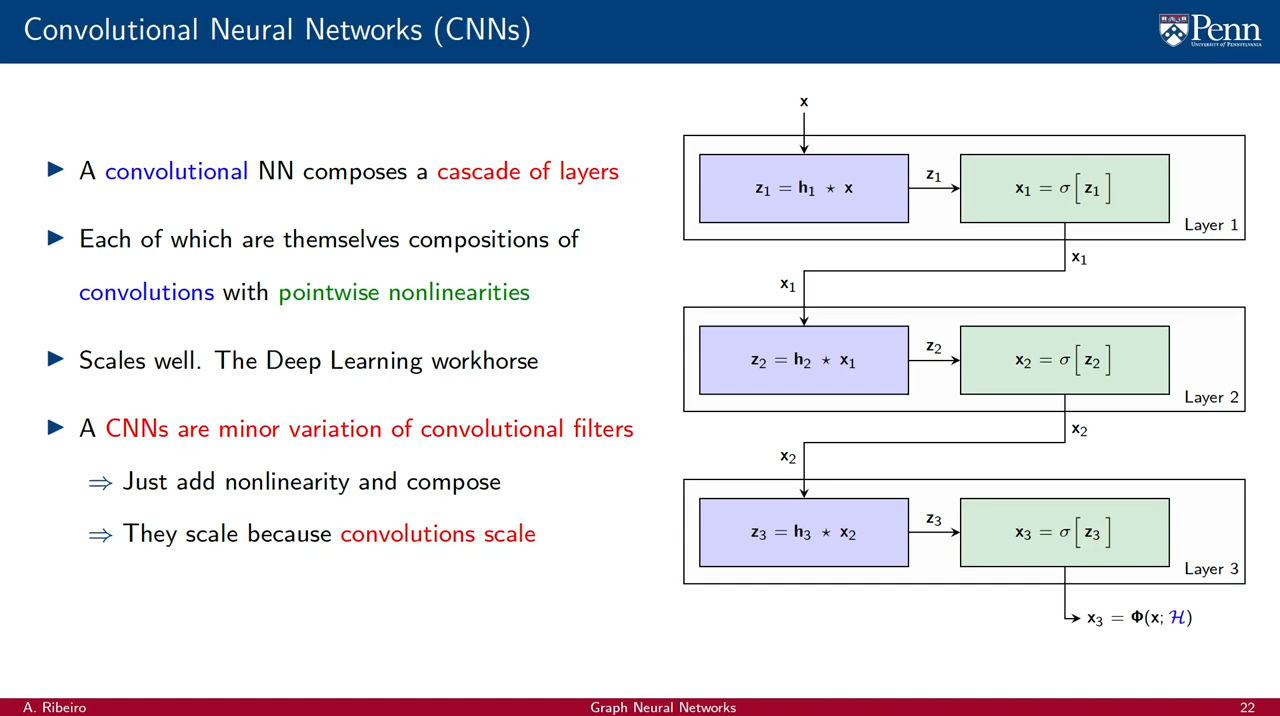 Convolutional Neural Networks (CNNs)
Penn
UNIVERSITY OF PENNSYLVANIA
▶ A convolutional NN composes a cascade of layers
▶ Each of which are themselves compositions of
convolutions with pointwise nonlinearities
▶ Scales well. The Deep Learning workhorse
▶ A CNNs are minor variation of convolutional filters
⇒ Just add nonlinearity and compose
⇒ They scale because convolutions scale
x
z₁ = h₁ ⋆ x
z₁
x₁ = σ[z₁]
Layer 1
x₁
x₁
z₂ = h₂ ⋆ x₁
z₂
x₂ = σ[z₂]
Layer 2
x₂
x₂
z₃ = h₃ ⋆ x₂
z₃
x₃ = σ[z₃]
Layer 3
x₃ = Φ(x; ℋ)
A. Ribeiro
Graph Neural Networks
22